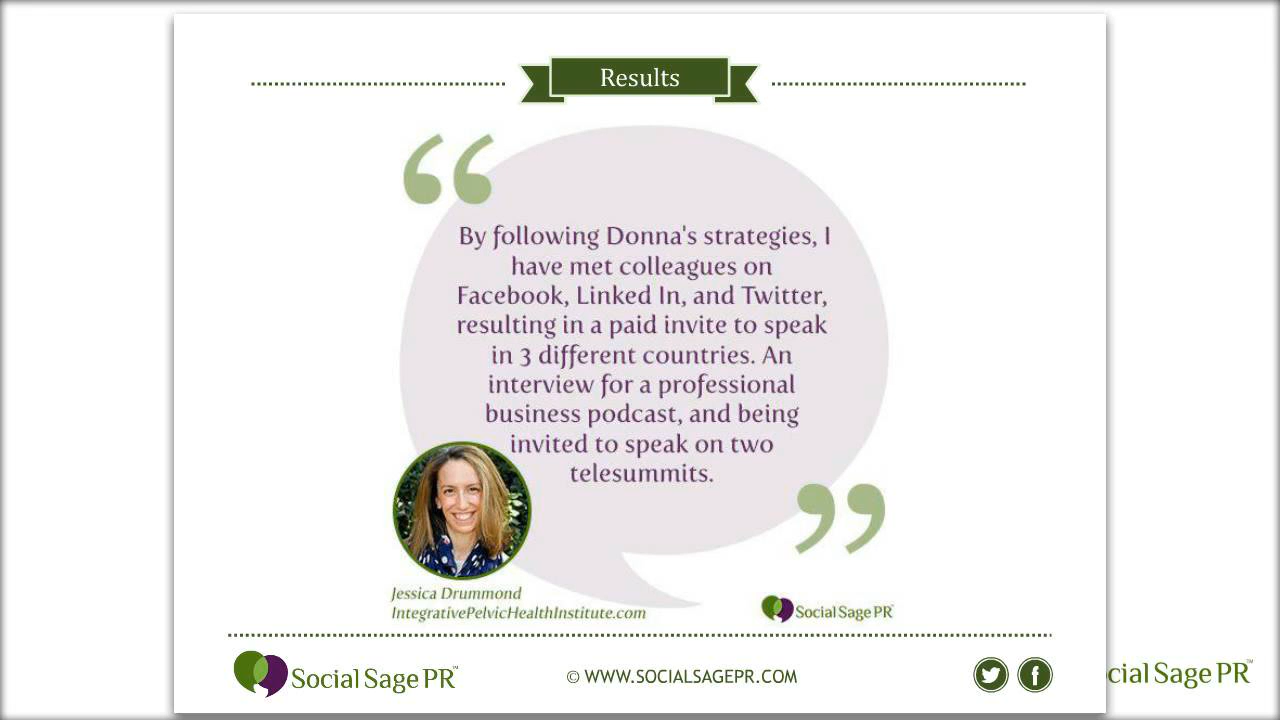 Results
“
By following Donna's strategies, I
have met colleagues on
Facebook, Linked In, and Twitter,
resulting in a paid invite to speak
in 3 different countries. An
interview for a professional
business podcast, and being
invited to speak on two
telesummits.
”
Jessica Drummond
IntegrativePelvicHealthInstitute.com
Social Sage PR
Social Sage PR™
© WWW.SOCIALSAGEPR.COM
cial Sage PR™